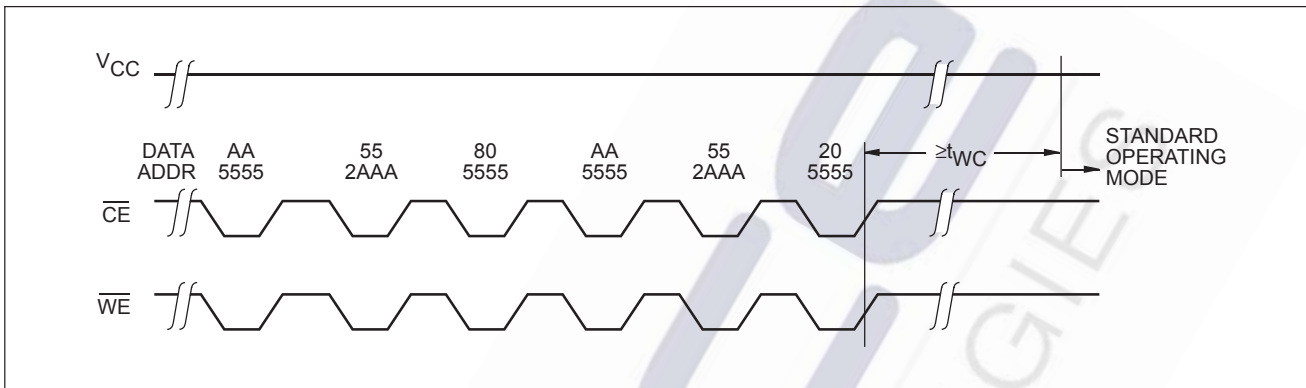 VCC
DATA AA 55 80 AA 55 20
ADDR 5555 2AAA 5555 5555 2AAA 5555
≥tWC
STANDARD
OPERATING
MODE
CE
WE
GIES